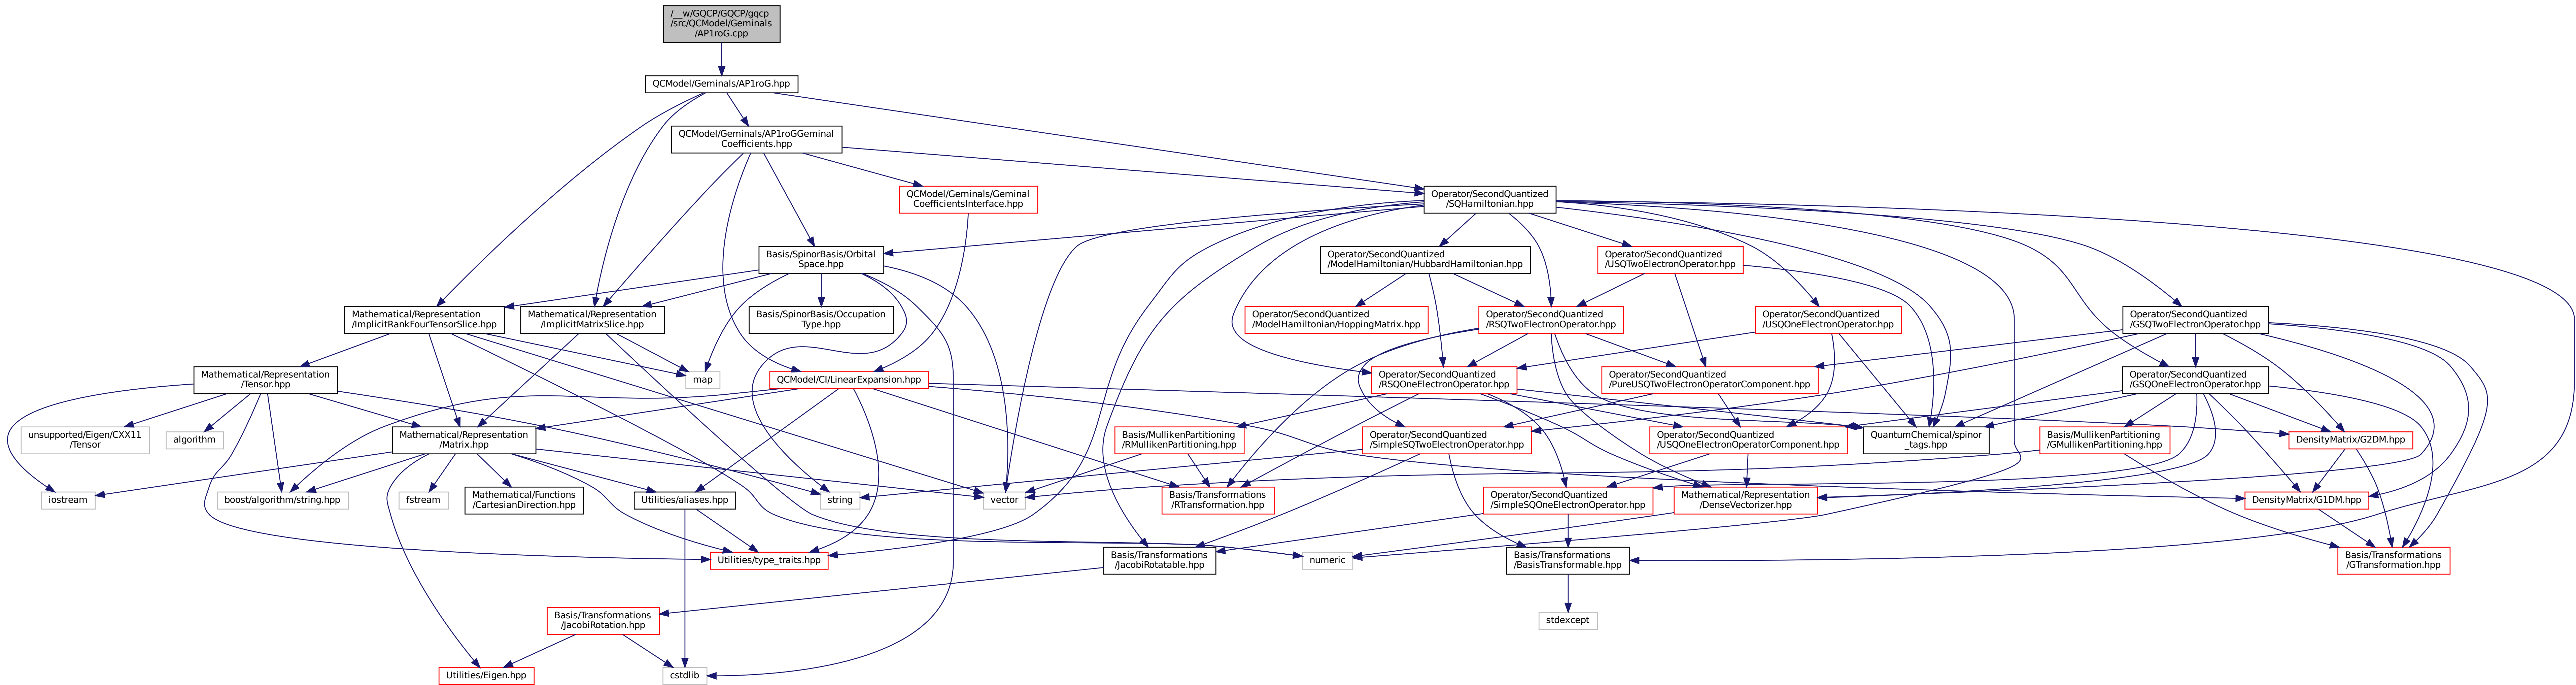 /__w/GQCP/GQCP/gqcp
/src/QCModel/Geminals
/AP1roG.cpp
QCModel/Geminals/AP1roG.hpp
QCModel/Geminals/AP1roGGeminal
Coefficients.hpp
QCModel/Geminals/Geminal
CoefficientsInterface.hpp
Operator/SecondQuantized
/SQHamiltonian.hpp
Basis/SpinorBasis/Orbital
Space.hpp
Operator/SecondQuantized
/ModelHamiltonian/HubbardHamiltonian.hpp
Operator/SecondQuantized
/USQTwoElectronOperator.hpp
Mathematical/Representation
/ImplicitRankFourTensorSlice.hpp
Mathematical/Representation
/ImplicitMatrixSlice.hpp
Basis/SpinorBasis/Occupation
Type.hpp
Operator/SecondQuantized
/ModelHamiltonian/HoppingMatrix.hpp
Operator/SecondQuantized
/RSQTwoElectronOperator.hpp
Operator/SecondQuantized
/USQOneElectronOperator.hpp
Operator/SecondQuantized
/GSQTwoElectronOperator.hpp
Mathematical/Representation
/Tensor.hpp
map
QCModel/CI/LinearExpansion.hpp
Operator/SecondQuantized
/RSQOneElectronOperator.hpp
Operator/SecondQuantized
/PureUSQTwoElectronOperatorComponent.hpp
Operator/SecondQuantized
/GSQOneElectronOperator.hpp
unsupported/Eigen/CXX11
/Tensor
algorithm
Mathematical/Representation
/Matrix.hpp
Basis/MullikenPartitioning
/RMullikenPartitioning.hpp
Operator/SecondQuantized
/SimpleSQTwoElectronOperator.hpp
Operator/SecondQuantized
/USQOneElectronOperatorComponent.hpp
QuantumChemical/spinor
_tags.hpp
Basis/MullikenPartitioning
/GMullikenPartitioning.hpp
DensityMatrix/G2DM.hpp
iostream
boost/algorithm/string.hpp
fstream
Mathematical/Functions
/CartesianDirection.hpp
Utilities/aliases.hpp
string
vector
Basis/Transformations
/RTransformation.hpp
Operator/SecondQuantized
/SimpleSQOneElectronOperator.hpp
Mathematical/Representation
/DenseVectorizer.hpp
DensityMatrix/G1DM.hpp
Utilities/type_traits.hpp
Basis/Transformations
/JacobiRotatable.hpp
numeric
Basis/Transformations
/BasisTransformable.hpp
Basis/Transformations
/GTransformation.hpp
Basis/Transformations
/JacobiRotation.hpp
stdexcept
Utilities/Eigen.hpp
cstdlib